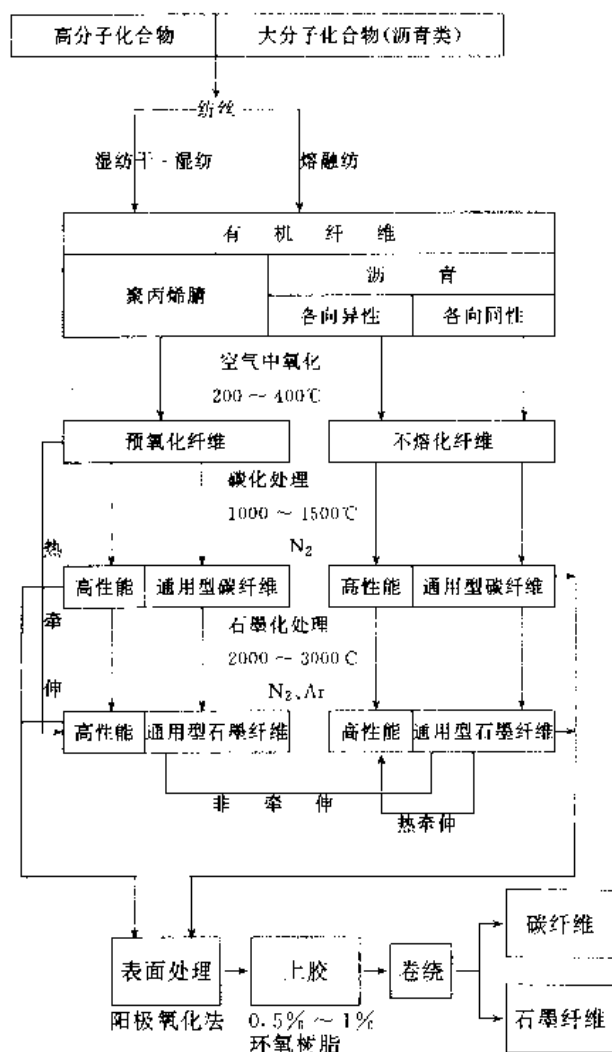 高分子化合物 大分子化合物(沥青类)
纺丝
湿纺干-湿纺 熔融纺
有机纤维
聚丙烯腈 沥青
各向异性 各向同性
空气中氧化
200～400℃
预氧化纤维 不熔化纤维
碳化处理
1000～1500℃
N₂
热牵伸
高性能 通用型碳纤维 高性能 通用型碳纤维
石墨化处理
2000～3000C
N₂、Ar
高性能 通用型石墨纤维 高性能 通用型石墨纤维
非牵伸
热牵伸
碳纤维
表面处理 上胶 卷绕
阳极氧化法 0.5%～1%
环氧树脂
石墨纤维